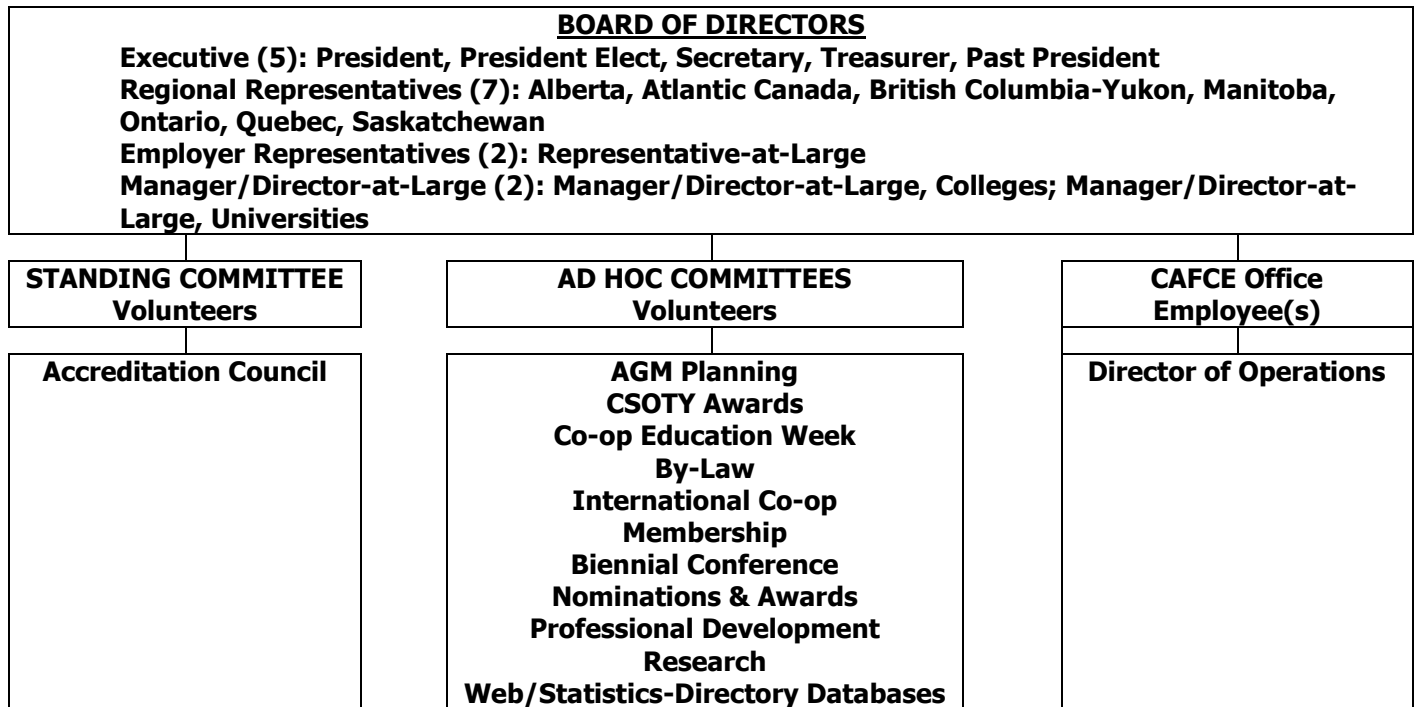 BOARD OF DIRECTORS
Executive (5): President, President Elect, Secretary, Treasurer, Past President
Regional Representatives (7): Alberta, Atlantic Canada, British Columbia-Yukon, Manitoba,
Ontario, Quebec, Saskatchewan
Employer Representatives (2): Representative-at-Large
Manager/Director-at-Large (2): Manager/Director-at-Large, Colleges; Manager/Director-at-
Large, Universities
STANDING COMMITTEE
Volunteers
AD HOC COMMITTEES
Volunteers
CAFCE Office
Employee(s)
Accreditation Council
AGM Planning
CSOTY Awards
Co-op Education Week
By-Law
International Co-op
Membership
Biennial Conference
Nominations & Awards
Professional Development
Research
Web/Statistics-Directory Databases
Director of Operations